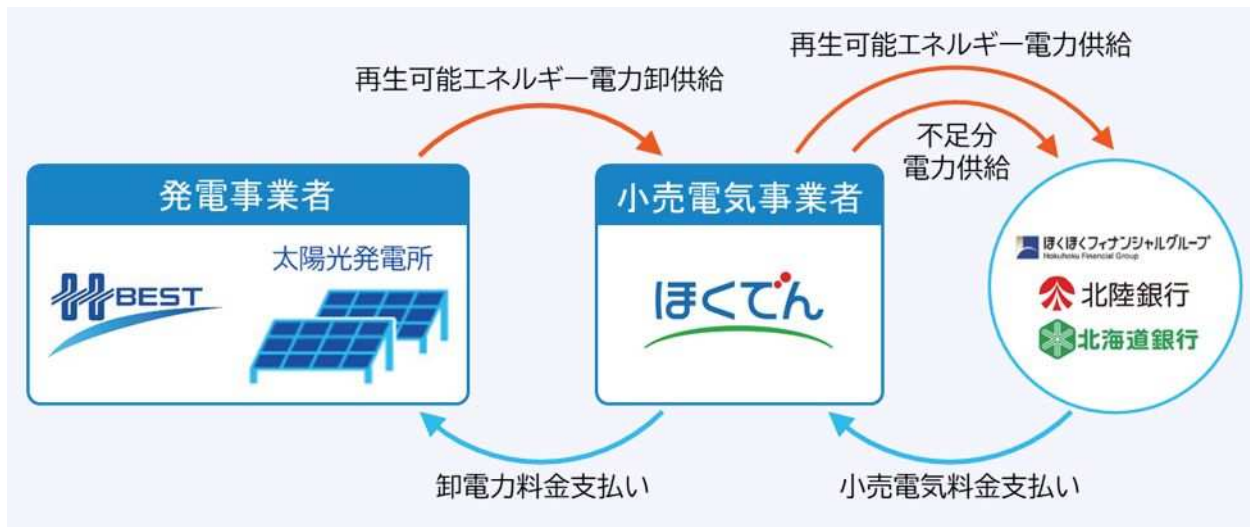 再生可能エネルギー電力供給
再生可能エネルギー電力卸供給
不足分
電力供給
発電事業者
小売電気事業者
太陽光発電所
BEST
ほくでん
ほくほくフィナンシャルグループ
Hokuhoku Financial Group
北陸銀行
北海道銀行
卸電力料金支払い
小売電気料金支払い